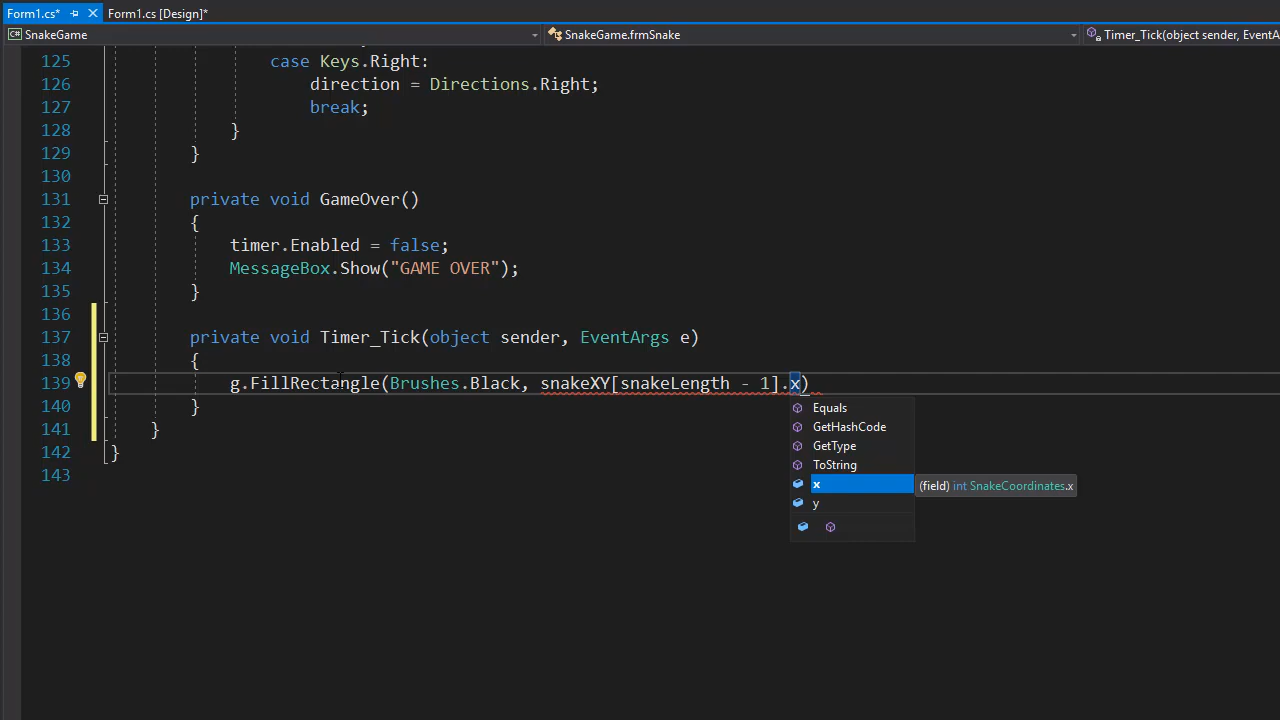 Form1.cs* Form1.cs [Design]*
C# SnakeGame SnakeGame.frmSnake Timer_Tick(object sender, EventA
125 case Keys.Right:
126 direction = Directions.Right;
127 break;
128 }
129 }
130
131 private void GameOver()
132 {
133 timer.Enabled = false;
134 MessageBox.Show("GAME OVER");
135 }
136
137 private void Timer_Tick(object sender, EventArgs e)
138 {
139 g.FillRectangle(Brushes.Black, snakeXY[snakeLength - 1].x)
140 }
141 }
142 }
143
Equals
GetHashCode
GetType
ToString
x (field) int SnakeCoordinates.x
y